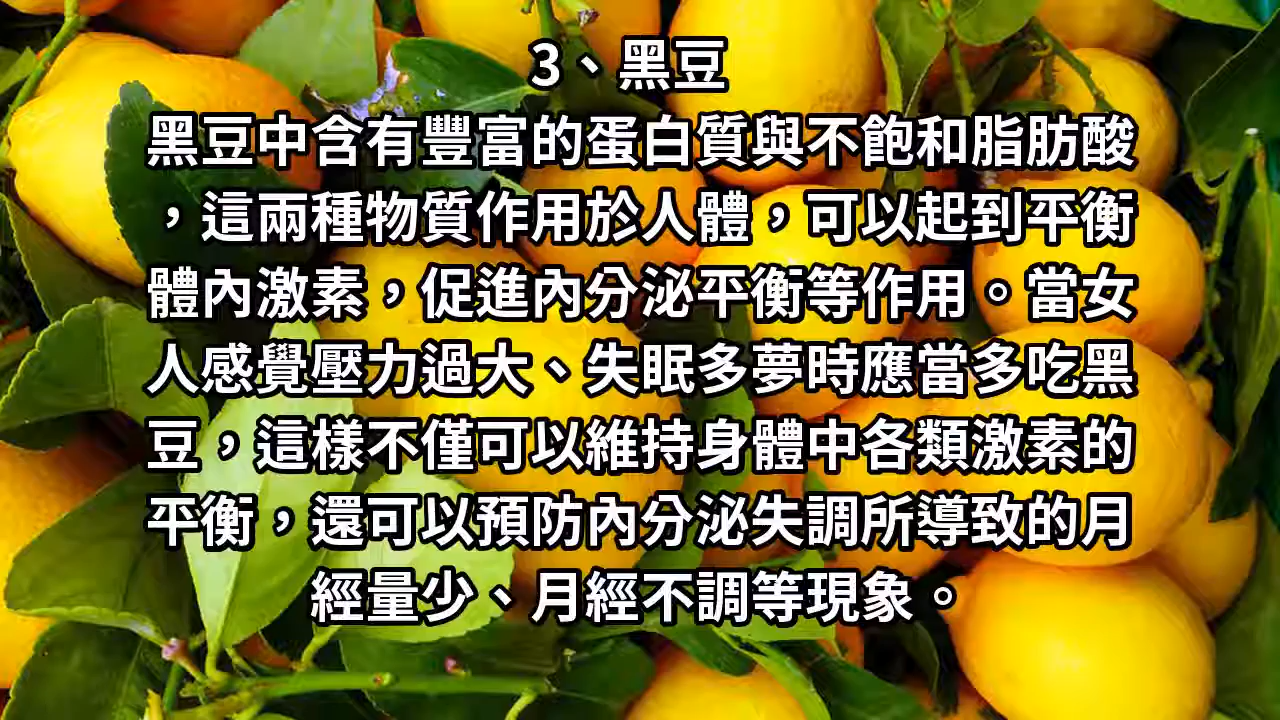 3、黑豆
黑豆中含有豐富的蛋白質與不飽和脂肪酸
，這兩種物質作用於人體，可以起到平衡
體內激素，促進內分泌平衡等作用。當女
人感覺壓力過大、失眠多夢時應當多吃黑
豆，這樣不僅可以維持身體中各類激素的
平衡，還可以預防內分泌失調所導致的月
經量少、月經不調等現象。